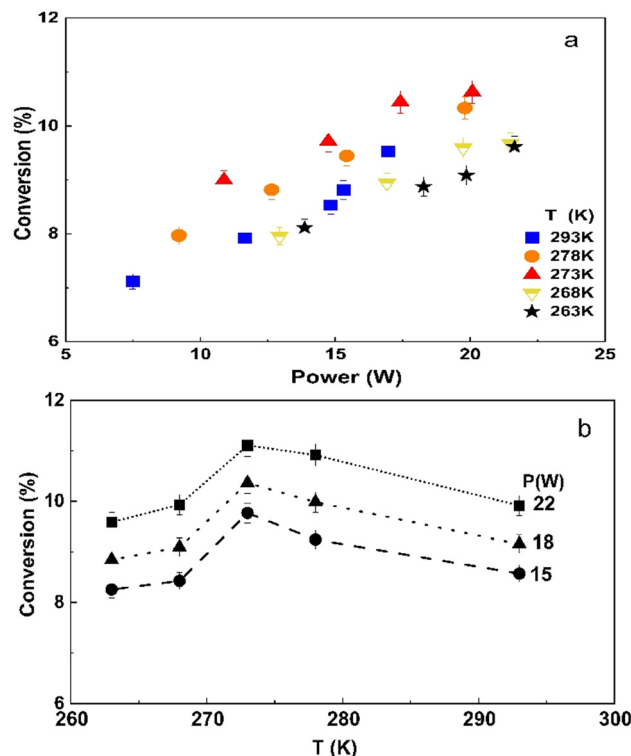 12
a
10
Conversion (%)
8
6
T (K)
293K
278K
273K
268K
263K
5 10 15 20 25
Power (W)
12
b
10
Conversion (%)
8
6
P(W)
22
18
15
260 270 280 290 300
T (K)